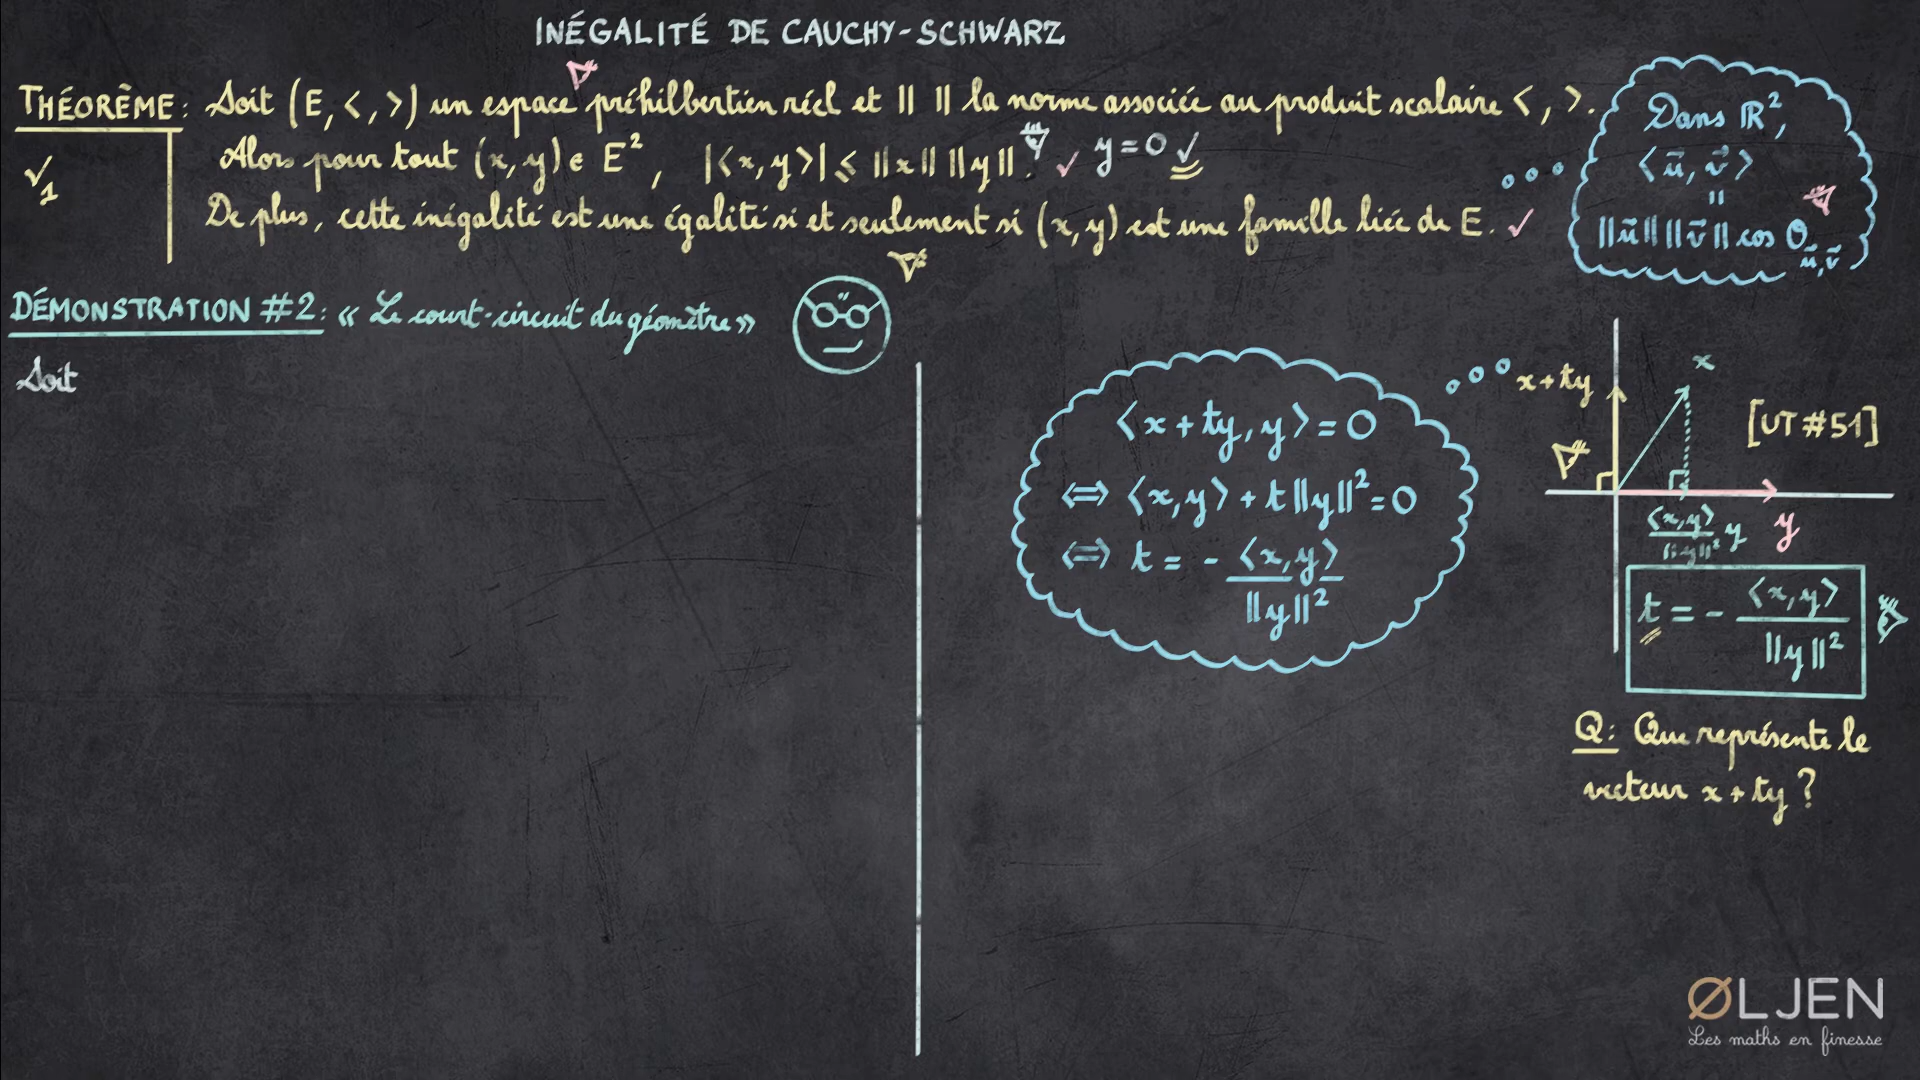 INÉGALITÉ DE CAUCHY-SCHWARZ
THÉORÈME: Soit (E, <,>) un espace préhilbertien réel et || || la norme associée au produit scalaire <,>.
Alors pour tout (x,y) ∈ E², |<x,y>| ≤ ||x|| ||y||. ✓ y=0 ✓
De plus, cette inégalité est une égalité si et seulement si (x,y) est une famille liée de E. ✓
✓1
Dans ℝ²,
<u⃗, v⃗>
=
||u⃗|| ||v⃗|| cos θ u⃗,v⃗
DÉMONSTRATION #2: « Le court-circuit du géomètre »
Soit
<x+ty, y> = 0
⟺ <x,y> + t||y||² = 0
⟺ t = - <x,y> / ||y||²
x+ty
x
[UT #51]
<x,y> / ||y||² y
y
t = - <x,y> / ||y||²
Q: Que représente le
vecteur x+ty ?
ØLJEN
Les maths en finesse